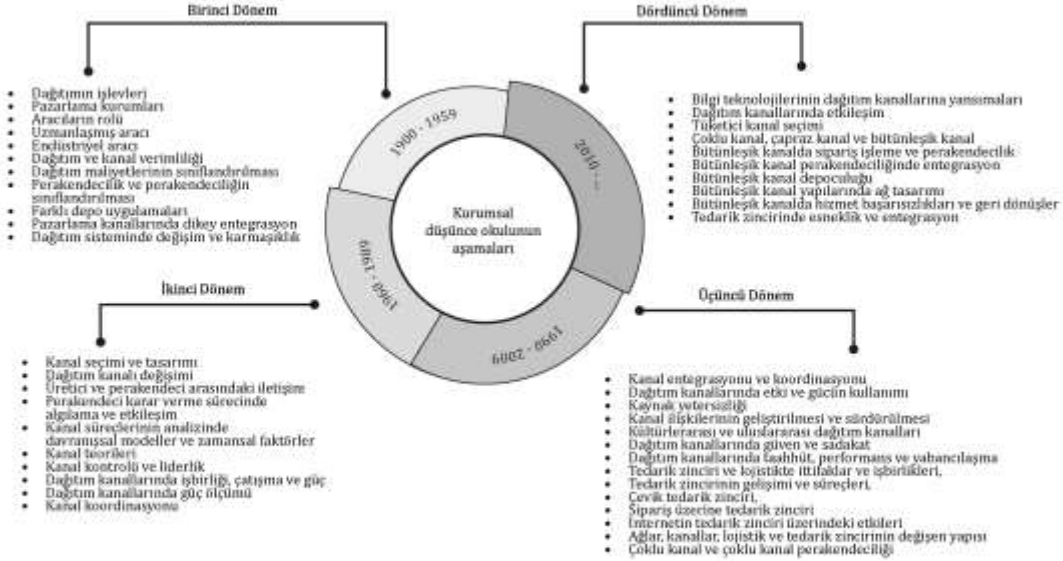 Birinci Dönem
Dağıtımın işlevleri
Pazarlama kurumları
Aracıların rolü
Uzmanlaşmış aracı
Endüstriyel aracı
Dağıtım ve kanal verimliliği
Dağıtım maliyetlerinin sınıflandırılması
Perakendecilik ve perakendeciliğin
sınıflandırılması
Farklı depo uygulamaları
Pazarlama kanallarında dikey entegrasyon
Dağıtım sisteminde değişim ve karmaşıklık
Dördüncü Dönem
Bilgi teknolojilerinin dağıtım kanallarına yansımaları
Dağıtım kanallarında etkileşim
Tüketici kanal seçimi
Çoklu kanal, çapraz kanal ve bütünleşik kanal
Bütünleşik kanalda sipariş işleme ve perakendecilik
Bütünleşik kanal perakendeciliğinde entegrasyon
Bütünleşik kanal depoculuğu
Bütünleşik kanal yapılarında ağ tasarımı
Bütünleşik kanalda hizmet başarısızlıkları ve geri dönüşler
Tedarik zincirinde esneklik ve entegrasyon
1900 - 1959
2010 - ...
1960 - 1989
1990 - 2009
Kurumsal
düşünce okulunun
aşamaları
İkinci Dönem
Kanal seçimi ve tasarımı
Dağıtım kanalı değişimi
Üretici ve perakendeci arasındaki iletişim
Perakendeci karar verme sürecinde
algılama ve etkileşim
Kanal süreçlerinin analizinde
davranışsal modeller ve zamansal faktörler
Kanal teorileri
Kanal kontrolü ve liderlik
Dağıtım kanallarında işbirliği, çatışma ve güç
Dağıtım kanallarında güç ölçümü
Kanal koordinasyonu
Üçüncü Dönem
Kanal entegrasyonu ve koordinasyonu
Dağıtım kanallarında etki ve gücün kullanımı
Kaynak yetersizliği
Kanal ilişkilerinin geliştirilmesi ve sürdürülmesi
Kültürlerarası ve uluslararası dağıtım kanalları
Dağıtım kanallarında güven ve sadakat
Dağıtım kanallarında taahhüt, performans ve yabancılaşma
Tedarik zinciri ve lojistikte ittifaklar ve işbirlikleri,
Tedarik zincirinin gelişimi ve süreçleri,
Çevik tedarik zinciri,
Sipariş üzerine tedarik zinciri
İnternetin tedarik zinciri üzerindeki etkileri
Ağlar, kanallar, lojistik ve tedarik zincirinin değişen yapısı
Çoklu kanal ve çoklu kanal perakendeciliği